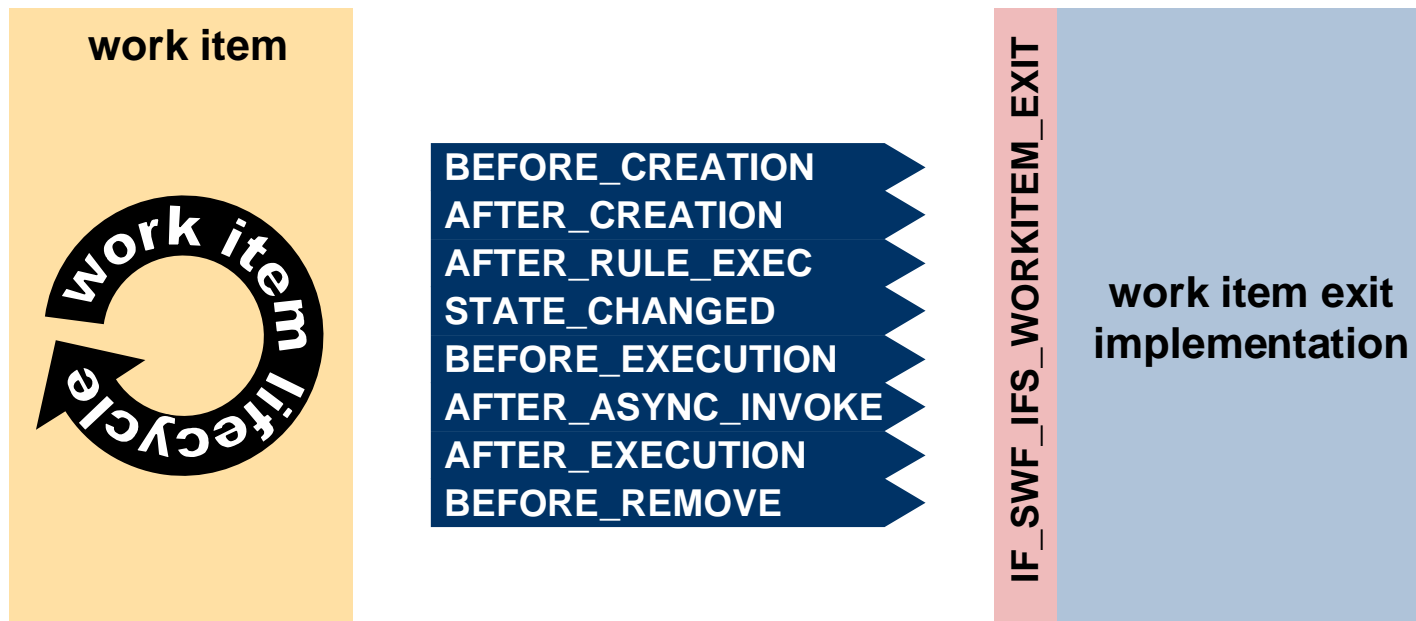 work item
work item lifecycle
BEFORE_CREATION
AFTER_CREATION
AFTER_RULE_EXEC
STATE_CHANGED
BEFORE_EXECUTION
AFTER_ASYNC_INVOKE
AFTER_EXECUTION
BEFORE_REMOVE
IF_SWF_IFS_WORKITEM_EXIT
work item exit
implementation